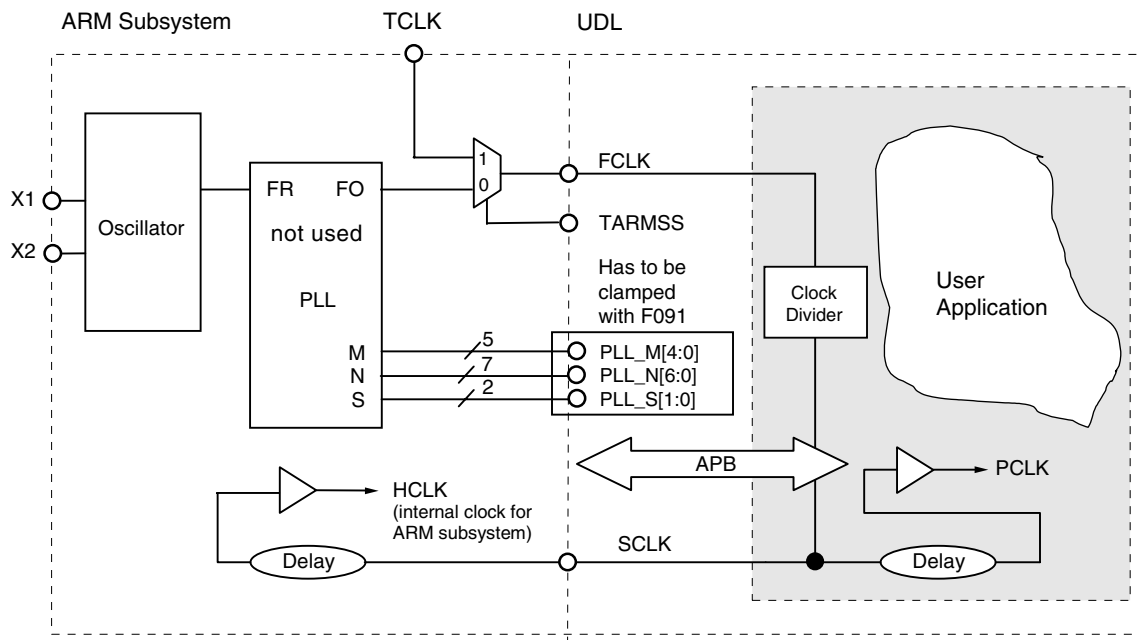 ARM Subsystem
TCLK
UDL
X1
X2
Oscillator
FR
FO
not used
PLL
M
N
S
1
0
FCLK
TARMSS
Has to be
clamped
with F091
5
7
2
PLL_M[4:0]
PLL_N[6:0]
PLL_S[1:0]
Clock
Divider
User
Application
APB
PCLK
HCLK
(internal clock for
ARM subsystem)
Delay
SCLK
Delay